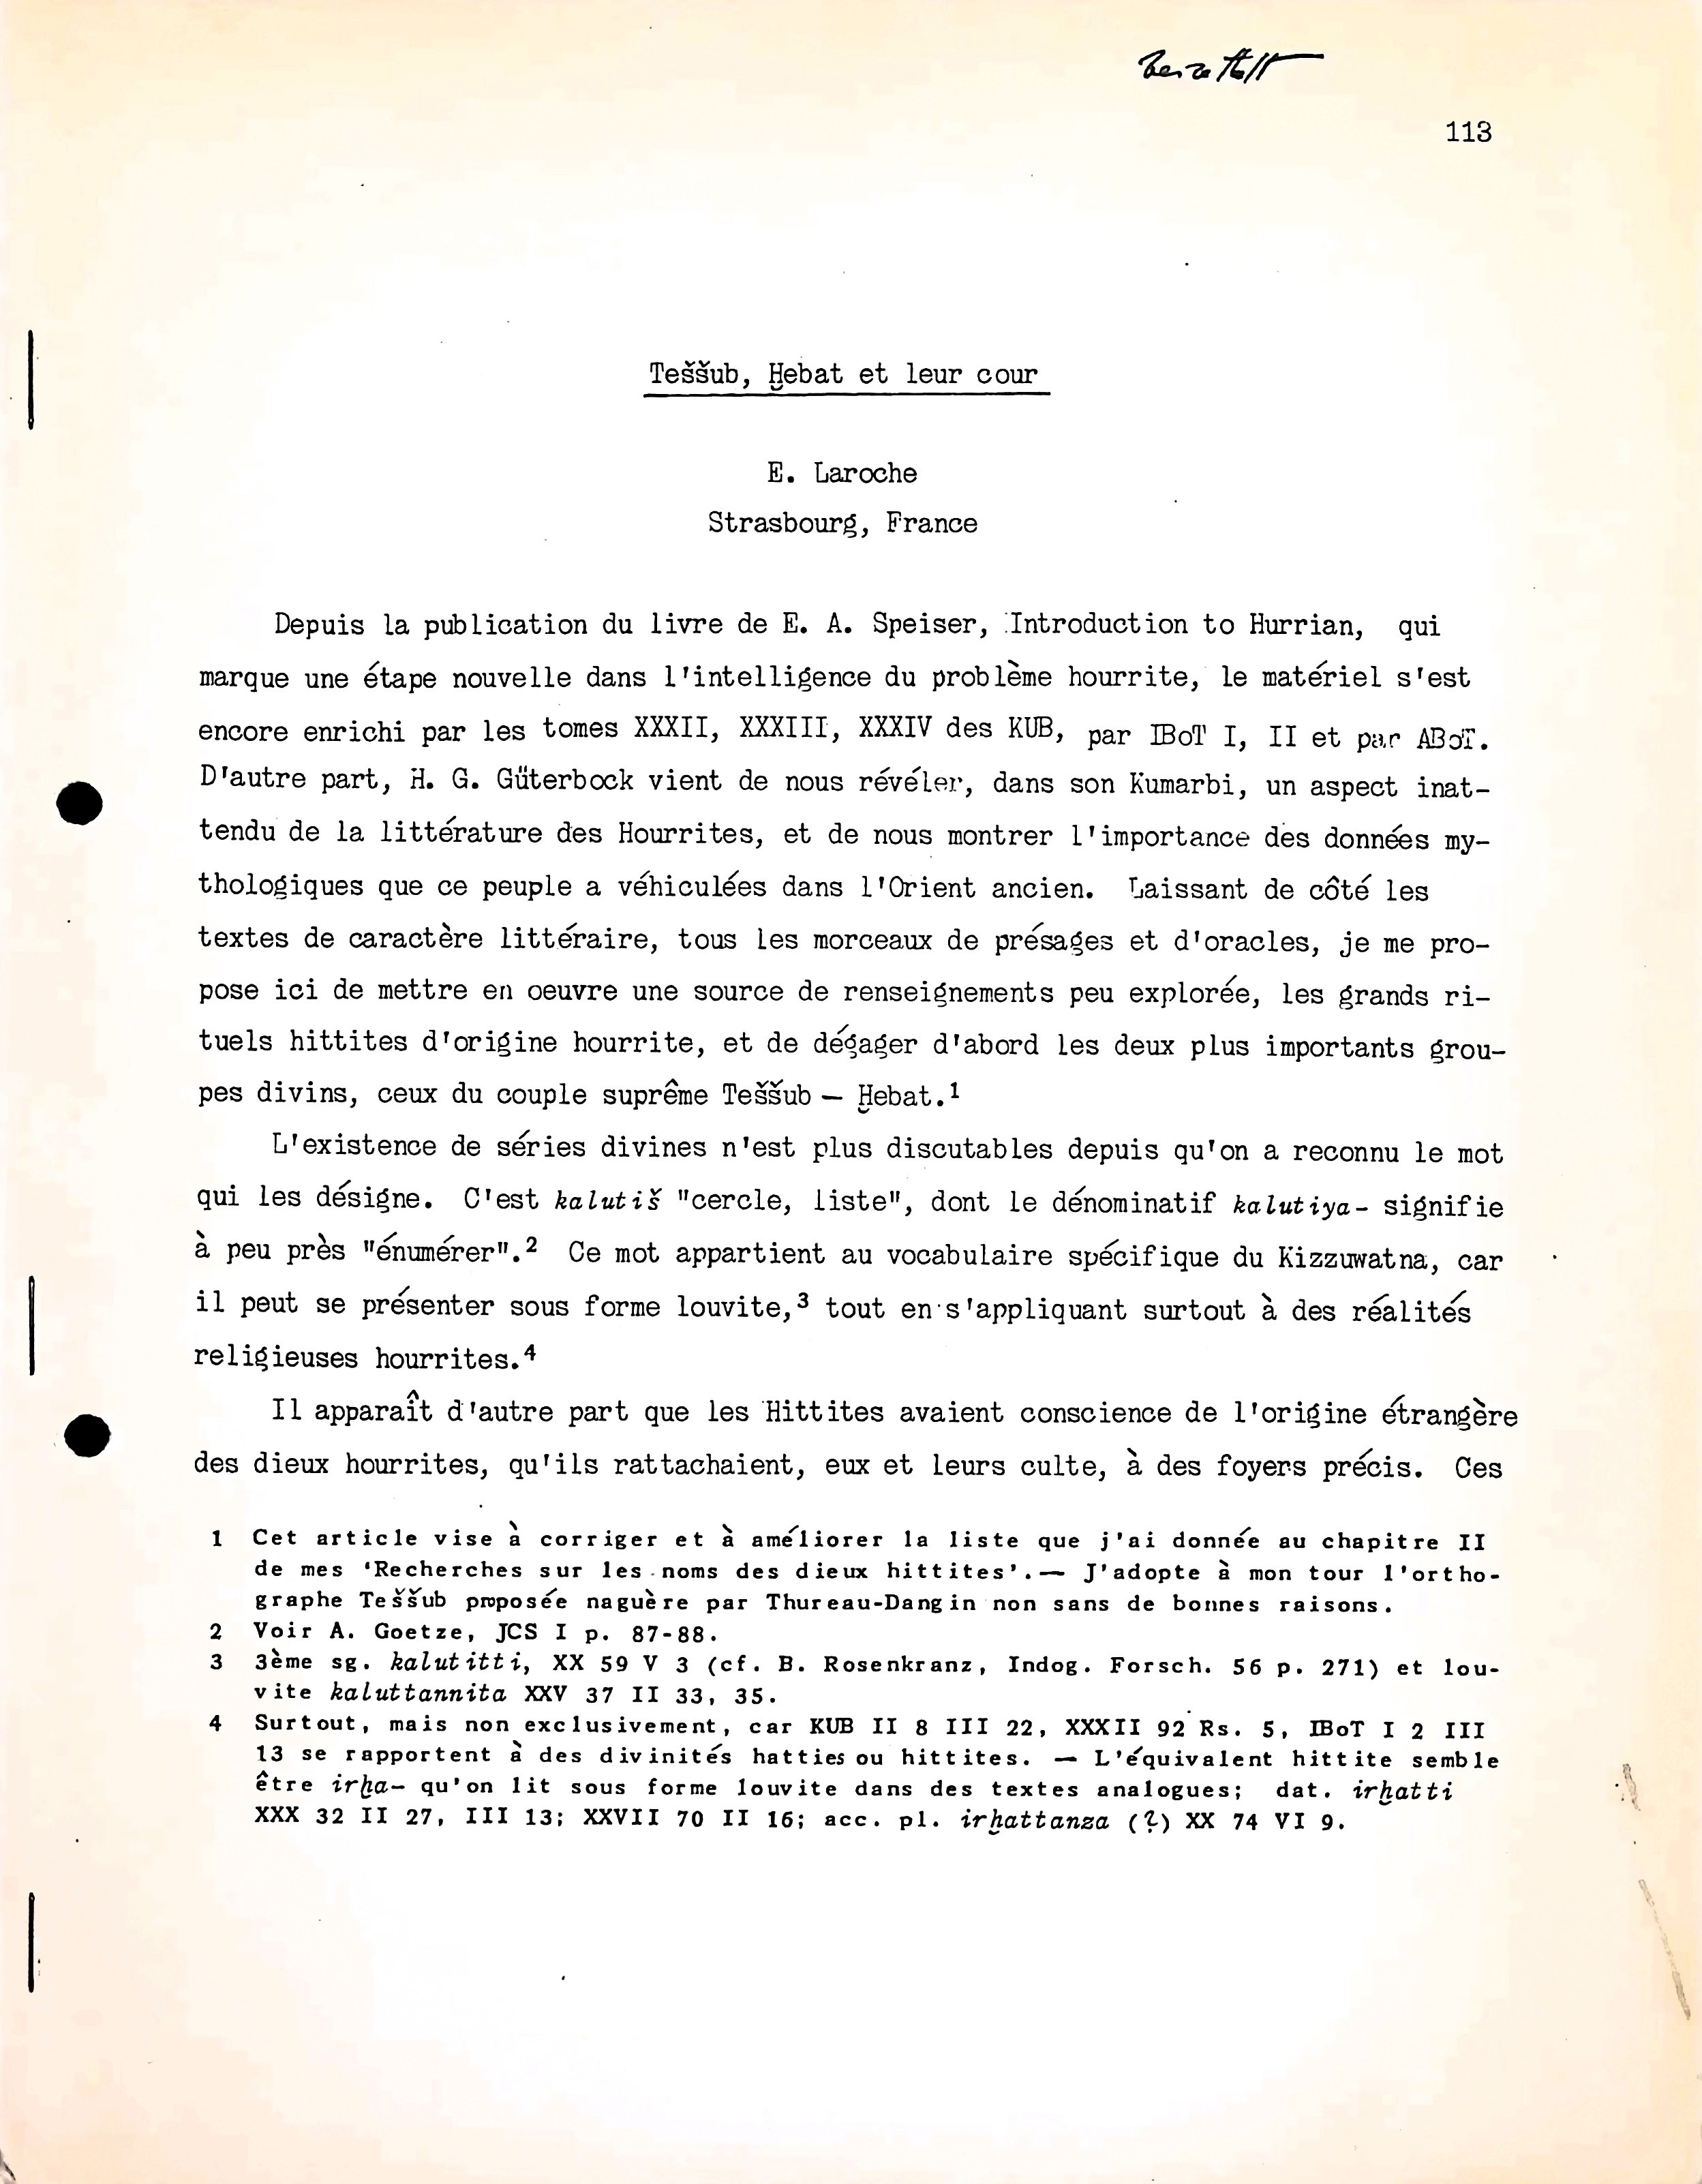 113
Teššub, Ḫebat et leur cour
E. Laroche
Strasbourg, France
Depuis la publication du livre de E. A. Speiser, Introduction to Hurrian, qui
marque une étape nouvelle dans l'intelligence du problème hourrite, le matériel s'est
encore enrichi par les tomes XXXII, XXXIII, XXXIV des KUB, par IBoT I, II et par ABoT.
D'autre part, H. G. Güterbock vient de nous révéler, dans son Kumarbi, un aspect inat-
tendu de la littérature des Hourrites, et de nous montrer l'importance des données my-
thologiques que ce peuple a véhiculées dans l'Orient ancien. Laissant de côté les
textes de caractère littéraire, tous les morceaux de présages et d'oracles, je me pro-
pose ici de mettre en oeuvre une source de renseignements peu explorée, les grands ri-
tuels hittites d'origine hourrite, et de dégager d'abord les deux plus importants grou-
pes divins, ceux du couple suprême Teššub — Ḫebat.1
L'existence de séries divines n'est plus discutables depuis qu'on a reconnu le mot
qui les désigne. C'est kalutiš "cercle, liste", dont le dénominatif kalutiya- signifie
à peu près "énumérer".2 Ce mot appartient au vocabulaire spécifique du Kizzuwatna, car
il peut se présenter sous forme louvite,3 tout en s'appliquant surtout à des réalités
religieuses hourrites.4
Il apparaît d'autre part que les Hittites avaient conscience de l'origine étrangère
des dieux hourrites, qu'ils rattachaient, eux et leurs culte, à des foyers précis. Ces
1 Cet article vise à corriger et à améliorer la liste que j'ai donnée au chapitre II
de mes 'Recherches sur les noms des dieux hittites'.— J'adopte à mon tour l'ortho-
graphe Teššub proposée naguère par Thureau-Dangin non sans de bonnes raisons.
2 Voir A. Goetze, JCS I p. 87-88.
3 3ème sg. kalutitti, XX 59 V 3 (cf. B. Rosenkranz, Indog. Forsch. 56 p. 271) et lou-
vite kaluttannita XXV 37 II 33, 35.
4 Surtout, mais non exclusivement, car KUB II 8 III 22, XXXII 92 Rs. 5, IBoT I 2 III
13 se rapportent à des divinités hatties ou hittites. — L'équivalent hittite semble
être irḫa— qu'on lit sous forme louvite dans des textes analogues; dat. irḫatti
XXX 32 II 27, III 13; XXVII 70 II 16; acc. pl. irḫattanza (?) XX 74 VI 9.